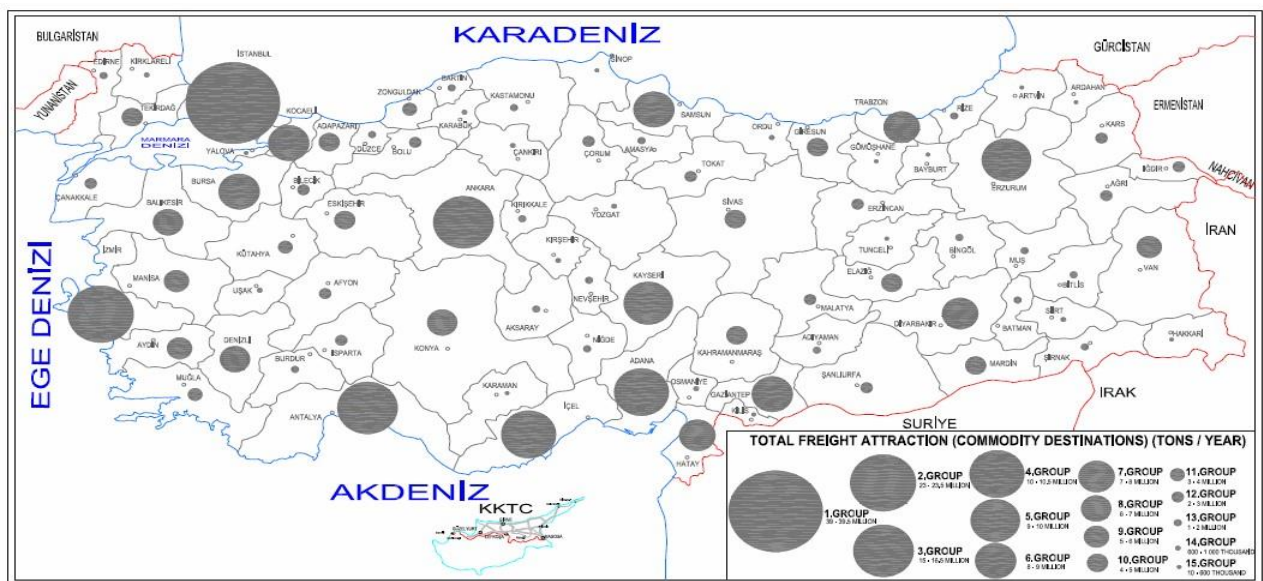 KARADENİZ
BULGARİSTAN
GÜRCİSTAN
İSTANBUL
SİNOP
EDİRNE
KIRKLARELİ
YUNANİSTAN
BARTIN
ZONGULDAK
KASTAMONU
ARTVİN
ARDAHAN
ERMENİSTAN
TEKİRDAĞ
KOCAELİ
ADAPAZARI
KARABÜK
SAMSUN
TRABZON
RİZE
KARS
MARMARA
DENİZİ
YALOVA
DÜZCE
BOLU
ÇANKIRI
ÇORUM
AMASYA
ORDU
GİRESUN
GÜMÜŞHANE
BAYBURT
NAHCİVAN
IĞDIR
ÇANAKKALE
BURSA
BİLECİK
ANKARA
TOKAT
ERZURUM
AĞRI
BALIKESİR
ESKİŞEHİR
KIRIKKALE
YOZGAT
SİVAS
ERZİNCAN
İRAN
EGE DENİZİ
İZMİR
KÜTAHYA
KIRŞEHİR
TUNCELİ
BİNGÖL
MUŞ
VAN
MANİSA
UŞAK
AFYON
KAYSERİ
NEVŞEHİR
ELAZIĞ
BİTLİS
AKSARAY
MALATYA
DİYARBAKIR
BATMAN
SİİRT
HAKKARİ
AYDIN
DENİZLİ
BURDUR
ISPARTA
KONYA
NİĞDE
ADANA
KAHRAMANMARAŞ
ADIYAMAN
MARDİN
ŞIRNAK
MUĞLA
ANTALYA
KARAMAN
İÇEL
OSMANİYE
GAZİANTEP
KİLİS
ŞANLIURFA
IRAK
SURİYE
HATAY
AKDENİZ
KKTC
TOTAL FREIGHT ATTRACTION (COMMODITY DESTINATIONS) (TONS / YEAR)
1.GROUP
2.GROUP
3.GROUP
15 - 15,5 MILLION
4.GROUP
10 - 10,5 MILLION
5.GROUP
9 - 10 MILLION
6.GROUP
8 - 9 MILLION
7.GROUP
7 - 8 MILLION
8.GROUP
6 - 7 MILLION
9.GROUP
5 - 6 MILLION
10.GROUP
4 - 5 MILLION
11.GROUP
3 - 4 MILLION
12.GROUP
2 - 3 MILLION
13.GROUP
1 - 2 MILLION
14.GROUP
600 - 1.000 THOUSAND
15.GROUP
10 - 600 THOUSAND